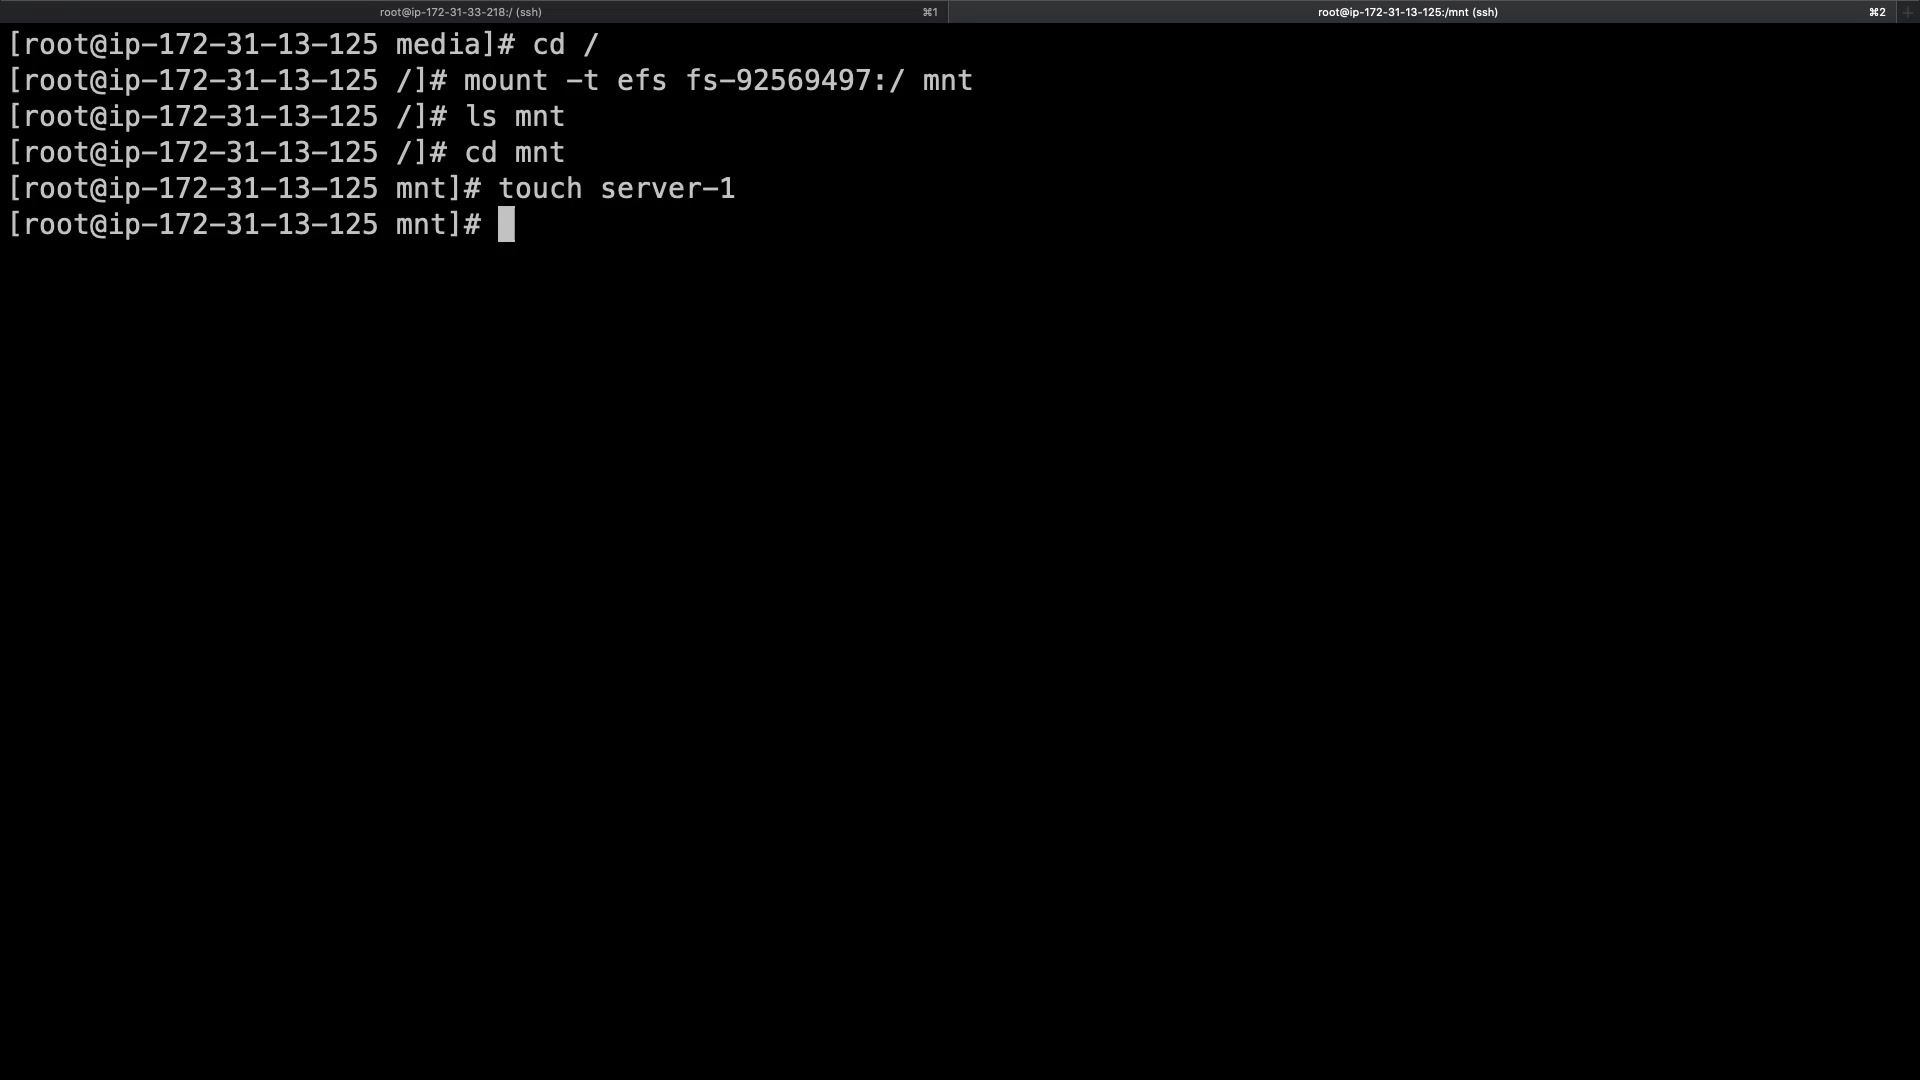 root@ip-172-31-33-218:/ (ssh) ⌘1 root@ip-172-31-13-125:/mnt (ssh) ⌘2 +
[root@ip-172-31-13-125 media]# cd /
[root@ip-172-31-13-125 /]# mount -t efs fs-92569497:/ mnt
[root@ip-172-31-13-125 /]# ls mnt
[root@ip-172-31-13-125 /]# cd mnt
[root@ip-172-31-13-125 mnt]# touch server-1
[root@ip-172-31-13-125 mnt]#